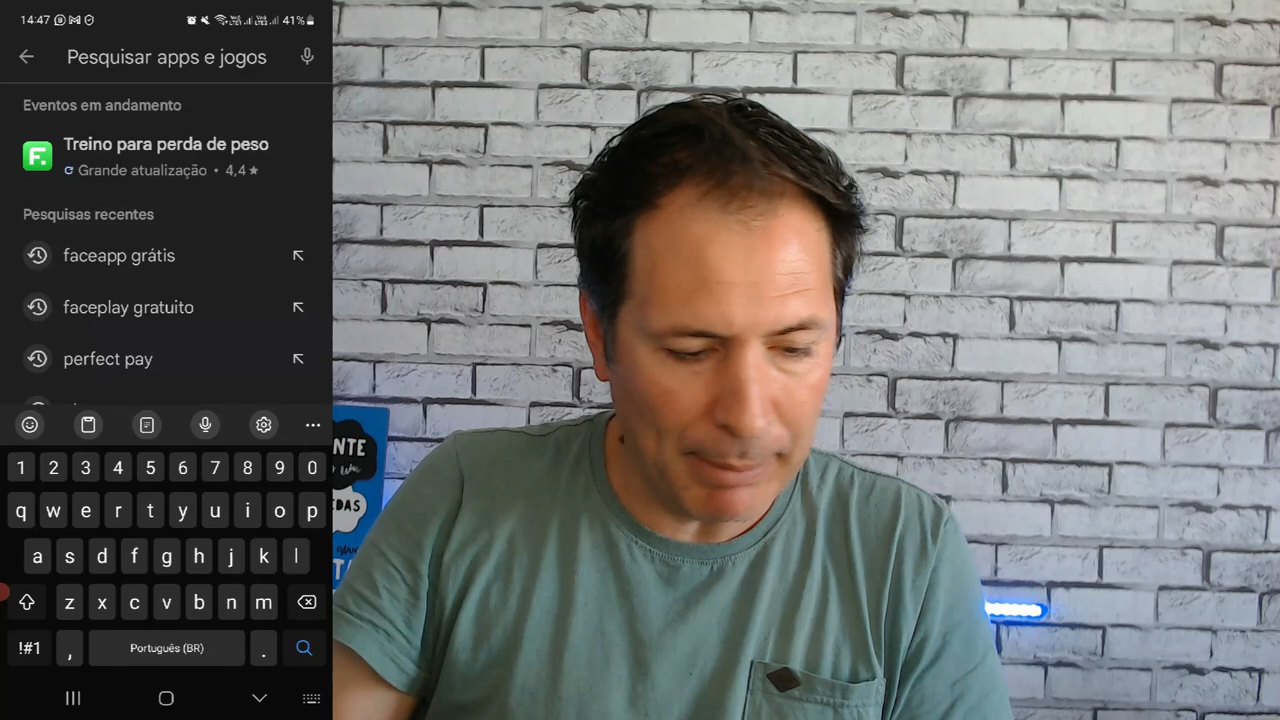 14:47
41%
Pesquisar apps e jogos
Eventos em andamento
F.
Treino para perda de peso
Grande atualização • 4,4★
Pesquisas recentes
faceapp grátis
faceplay gratuito
perfect pay
1 2 3 4 5 6 7 8 9 0
q w e r t y u i o p
a s d f g h j k l
z x c v b n m
!#1 , Português (BR) .
NTE
DAS